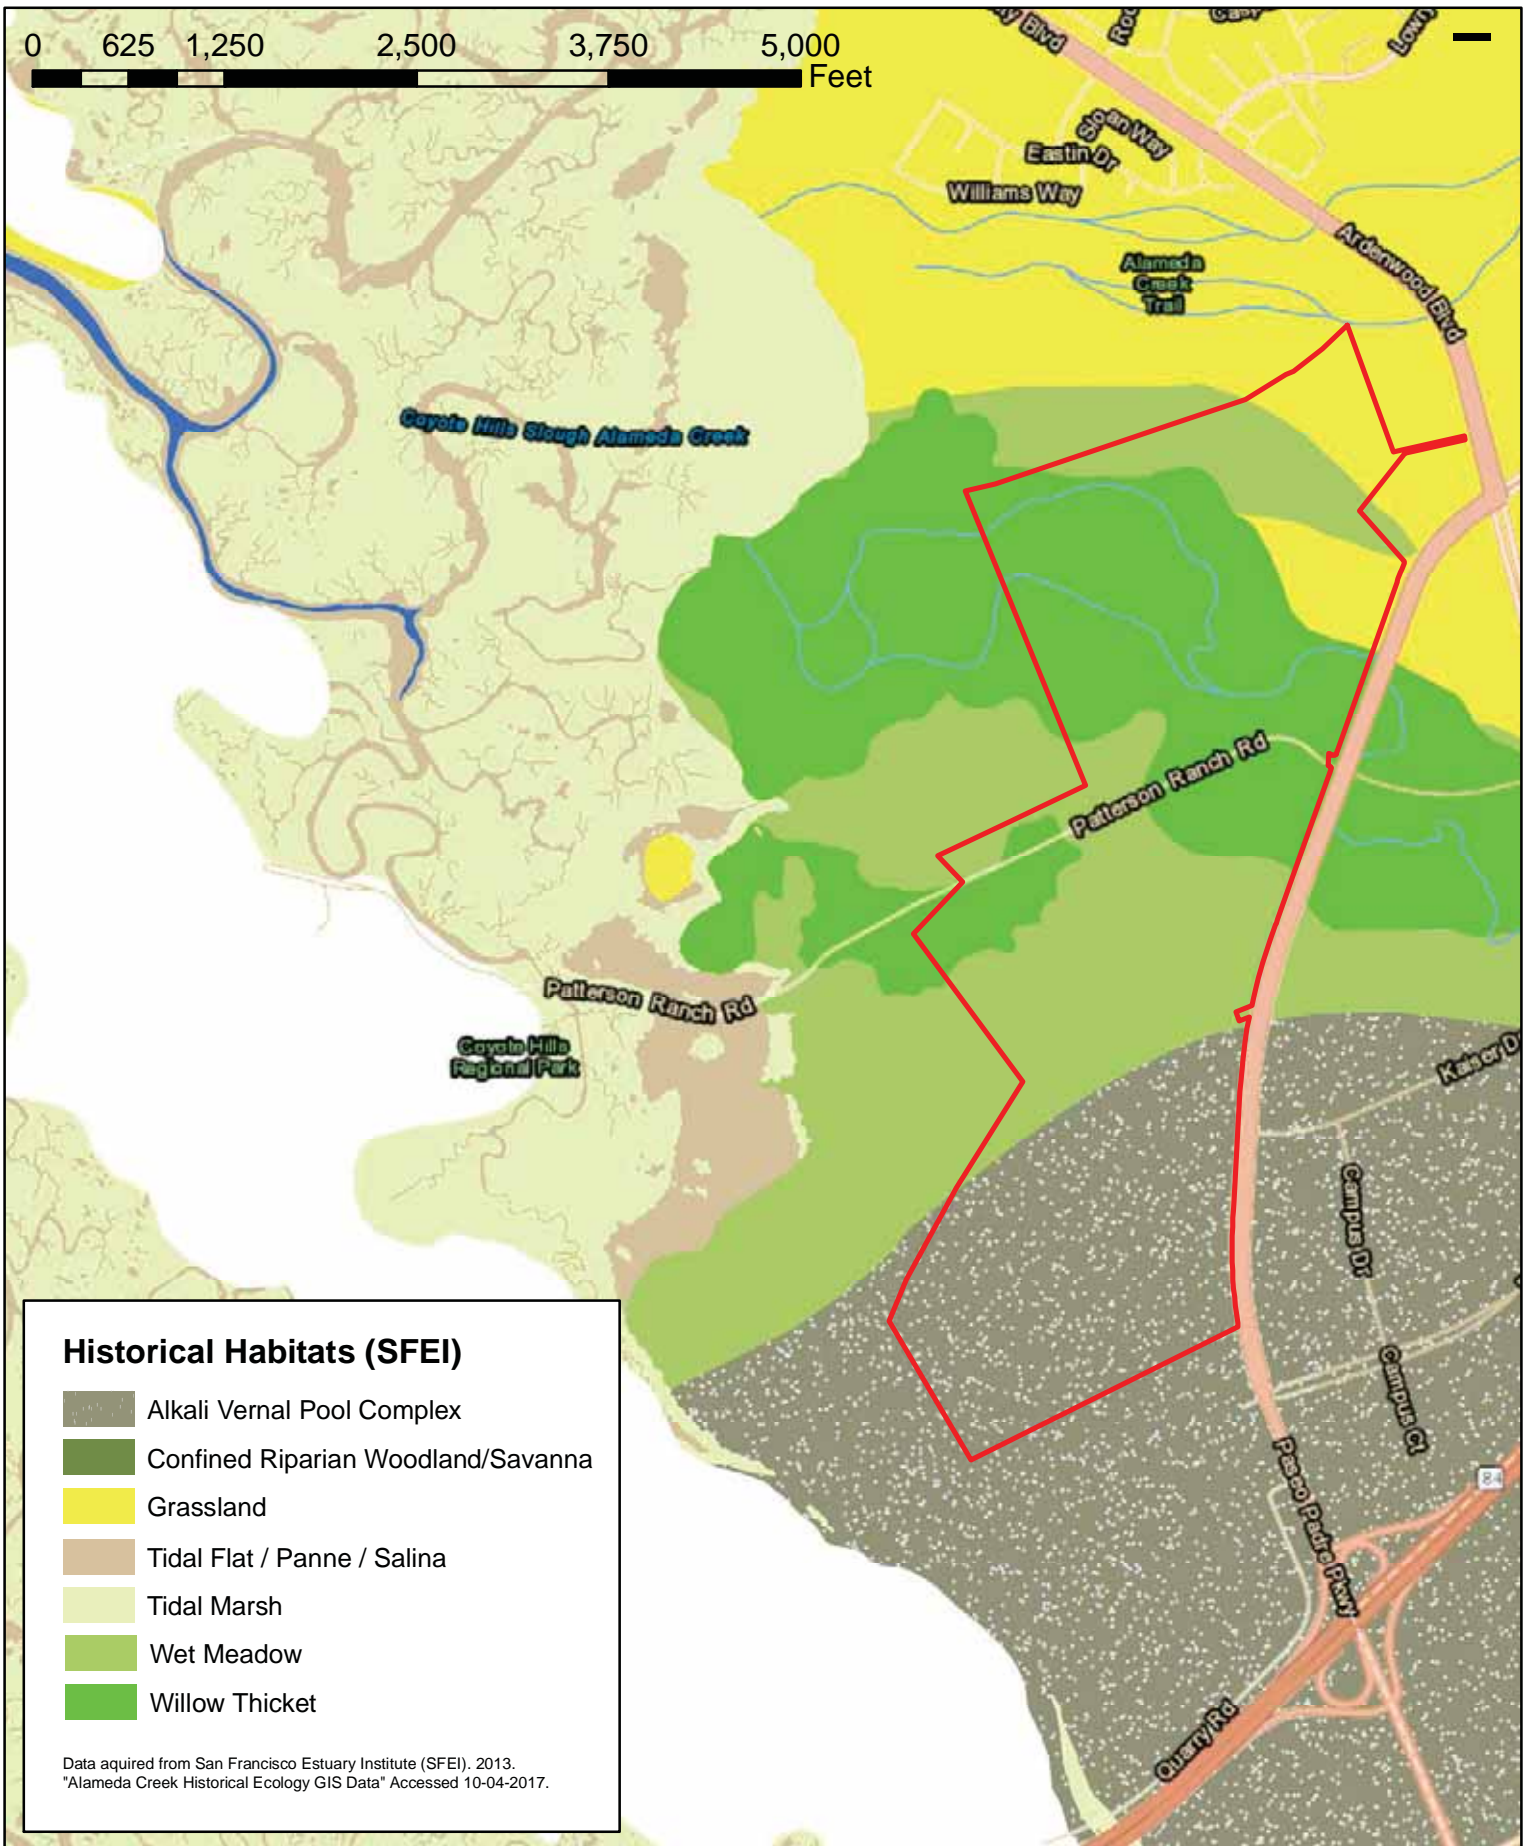 0 625 1,250 2,500 3,750 5,000
Feet
y Blvd
Sloan Way
Eastin Dr
Williams Way
Ardenwood Blvd
Alameda
Creek
Trail
Coyote Hills Slough Alameda Creek
Patterson Ranch Rd
Patterson Ranch Rd
Coyote Hills
Regional Park
Kaiser D
Campus Dr
Campus Ct
Paseo Padre Pkwy
84
Quarry Rd
Historical Habitats (SFEI)
Alkali Vernal Pool Complex
Confined Riparian Woodland/Savanna
Grassland
Tidal Flat / Panne / Salina
Tidal Marsh
Wet Meadow
Willow Thicket
Data aquired from San Francisco Estuary Institute (SFEI). 2013.
"Alameda Creek Historical Ecology GIS Data" Accessed 10-04-2017.